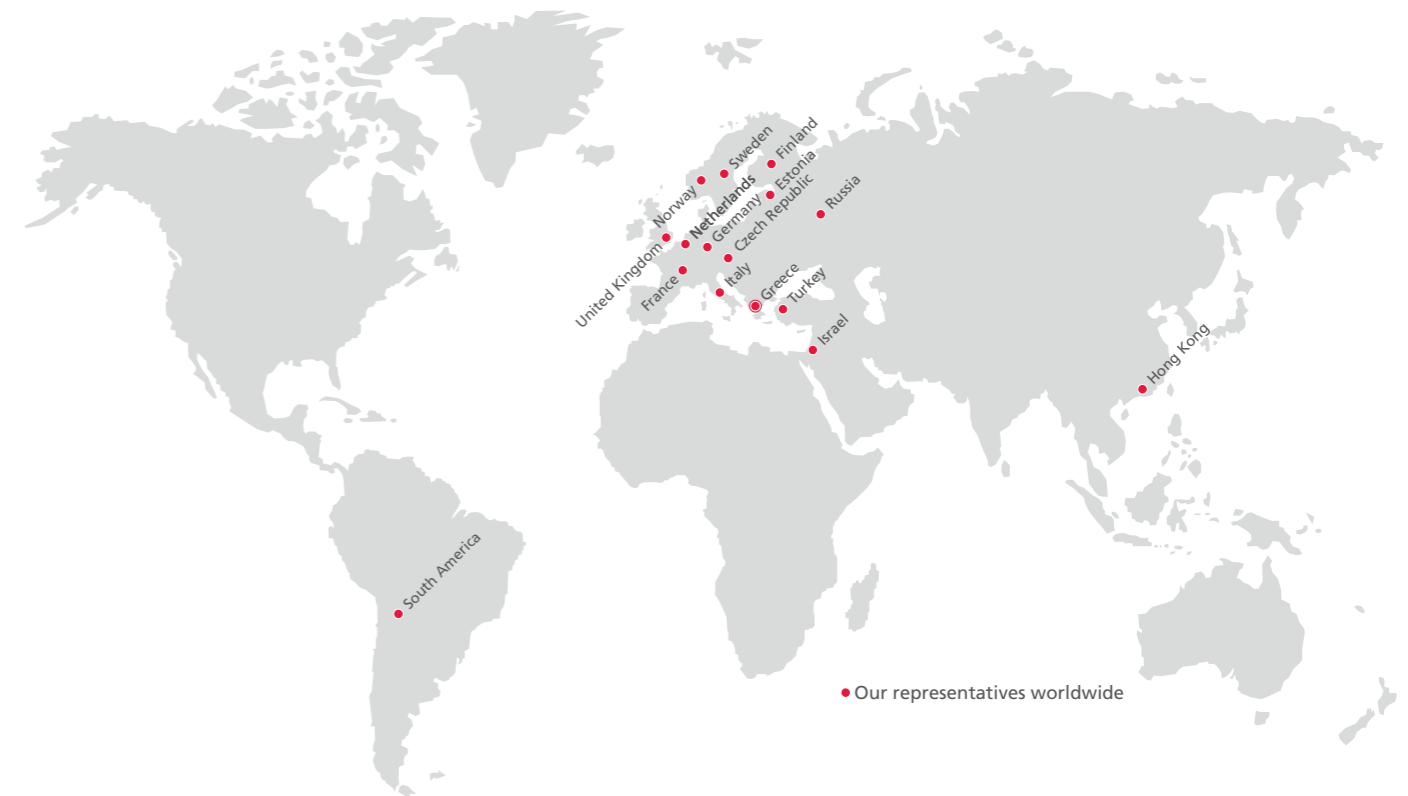 Sweden
Finland
Norway
Netherlands
Estonia
Germany
Czech Republic
Russia
United Kingdom
France
Italy
Greece
Turkey
Israel
Hong Kong
South America
Our representatives worldwide